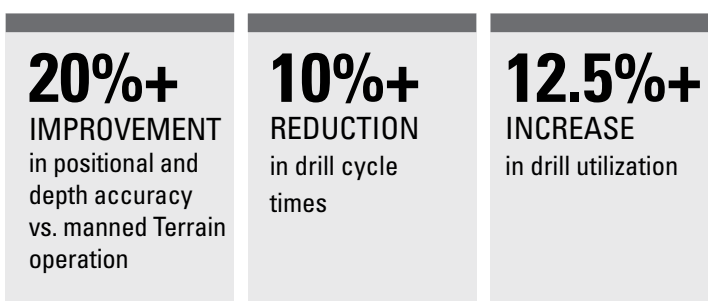 20%+
IMPROVEMENT
in positional and
depth accuracy
vs. manned Terrain
operation
10%+
REDUCTION
in drill cycle
times
12.5%+
INCREASE
in drill utilization